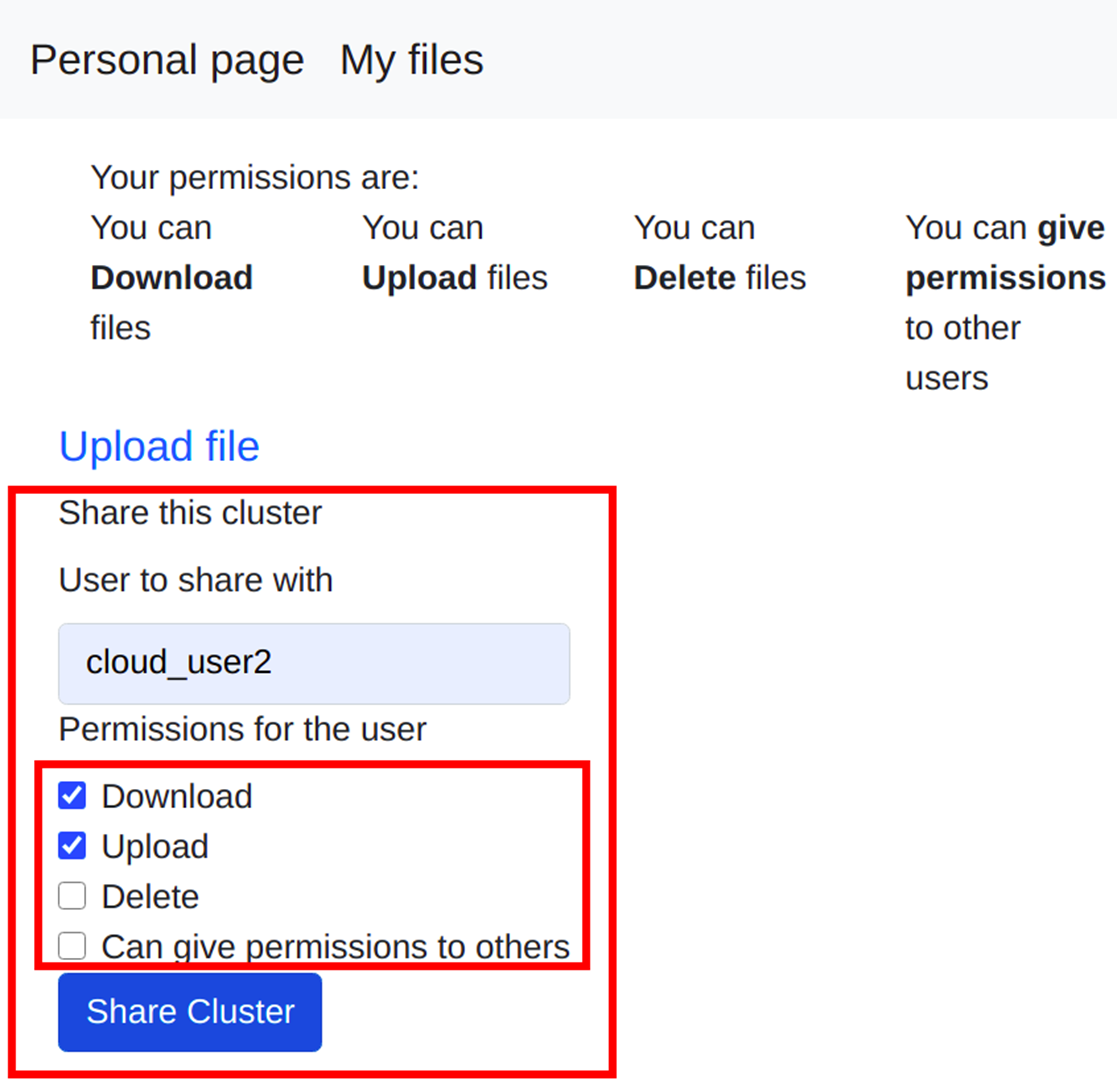 Personal page My files
Your permissions are:
You can Download files
You can Upload files
You can Delete files
You can give permissions to other users
Upload file
Share this cluster
User to share with
cloud_user2
Permissions for the user
Download
Upload
Delete
Can give permissions to others
Share Cluster